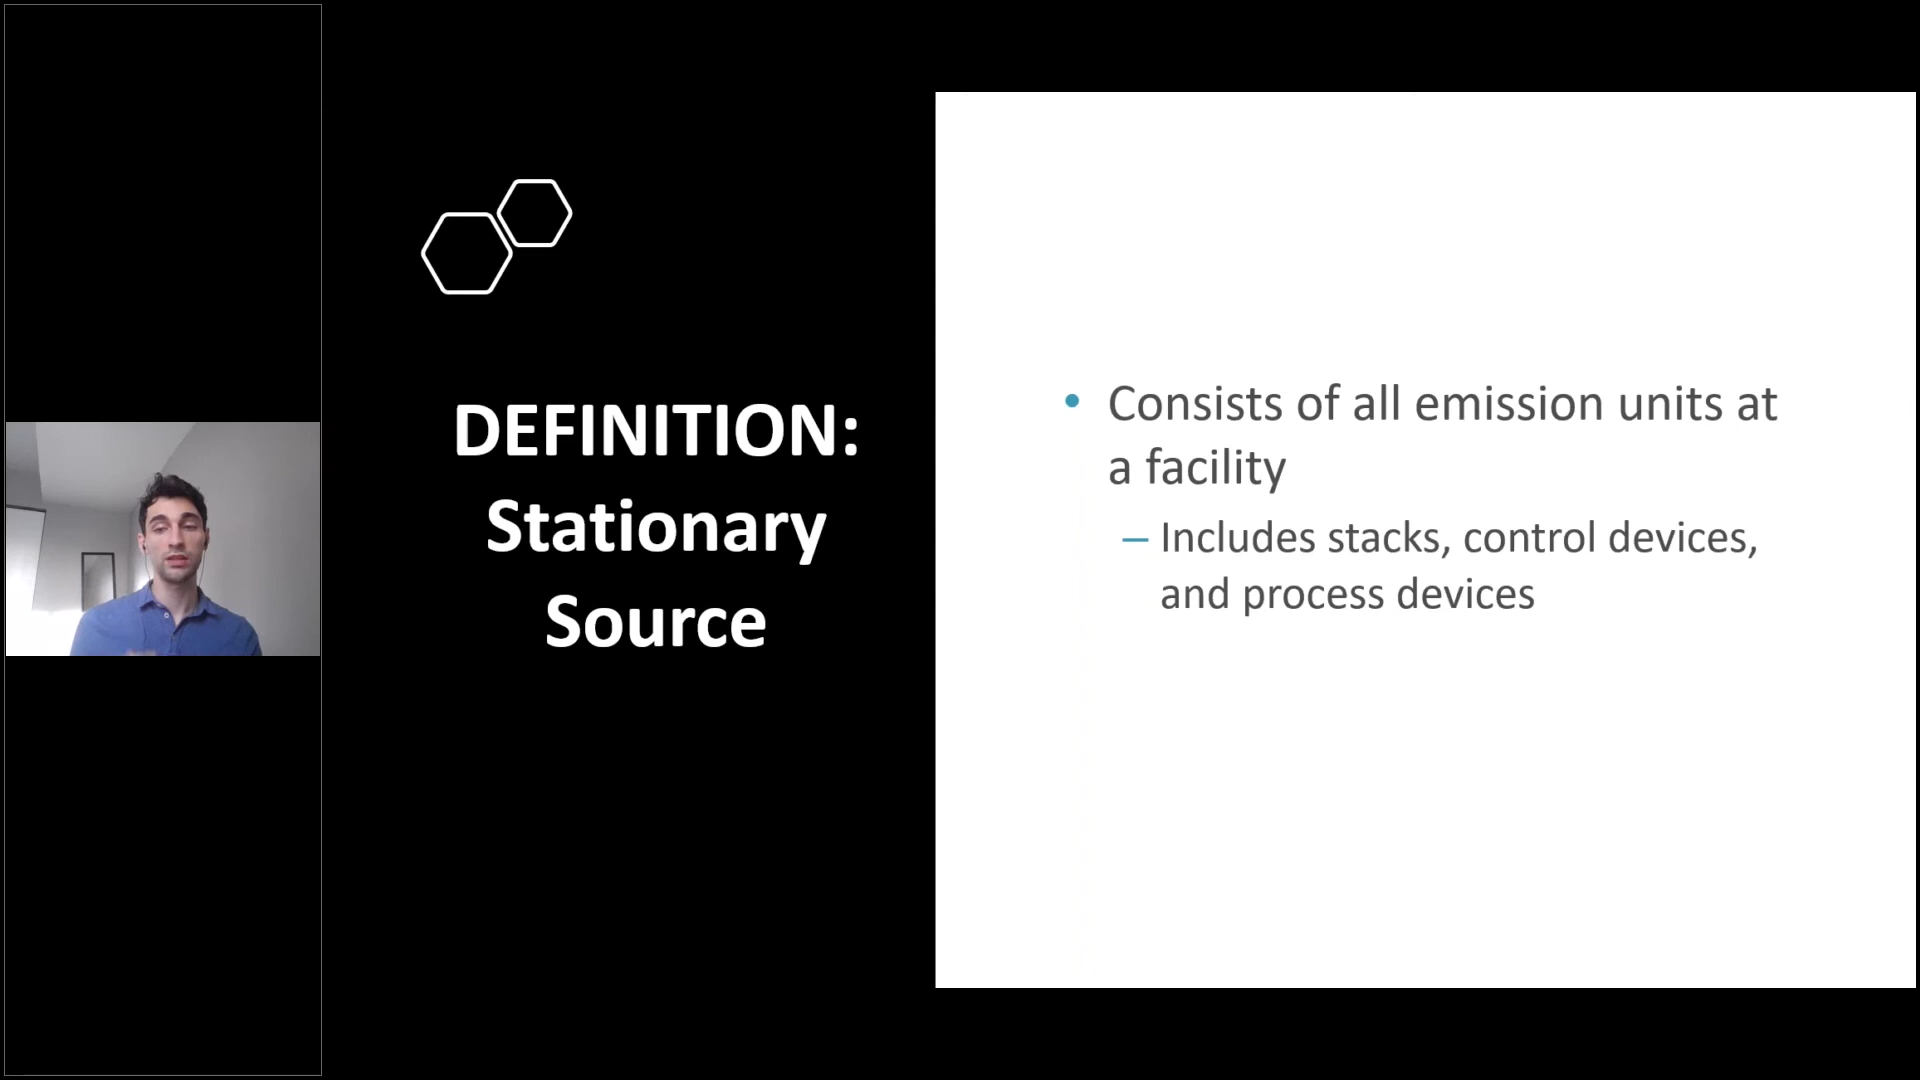 DEFINITION:
Stationary
Source
• Consists of all emission units at
a facility
– Includes stacks, control devices,
and process devices